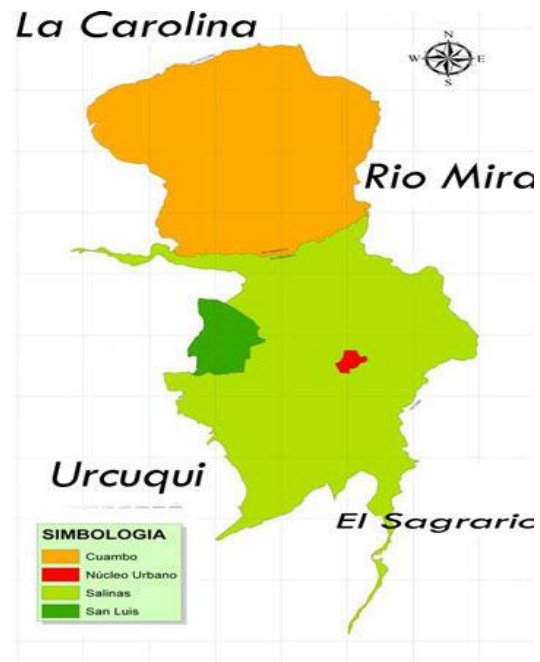 La Carolina
N
W E
S
Rio Mira
Urcuqui
El Sagrario
SIMBOLOGIA
Cuambo
Núcleo Urbano
Salinas
San Luis